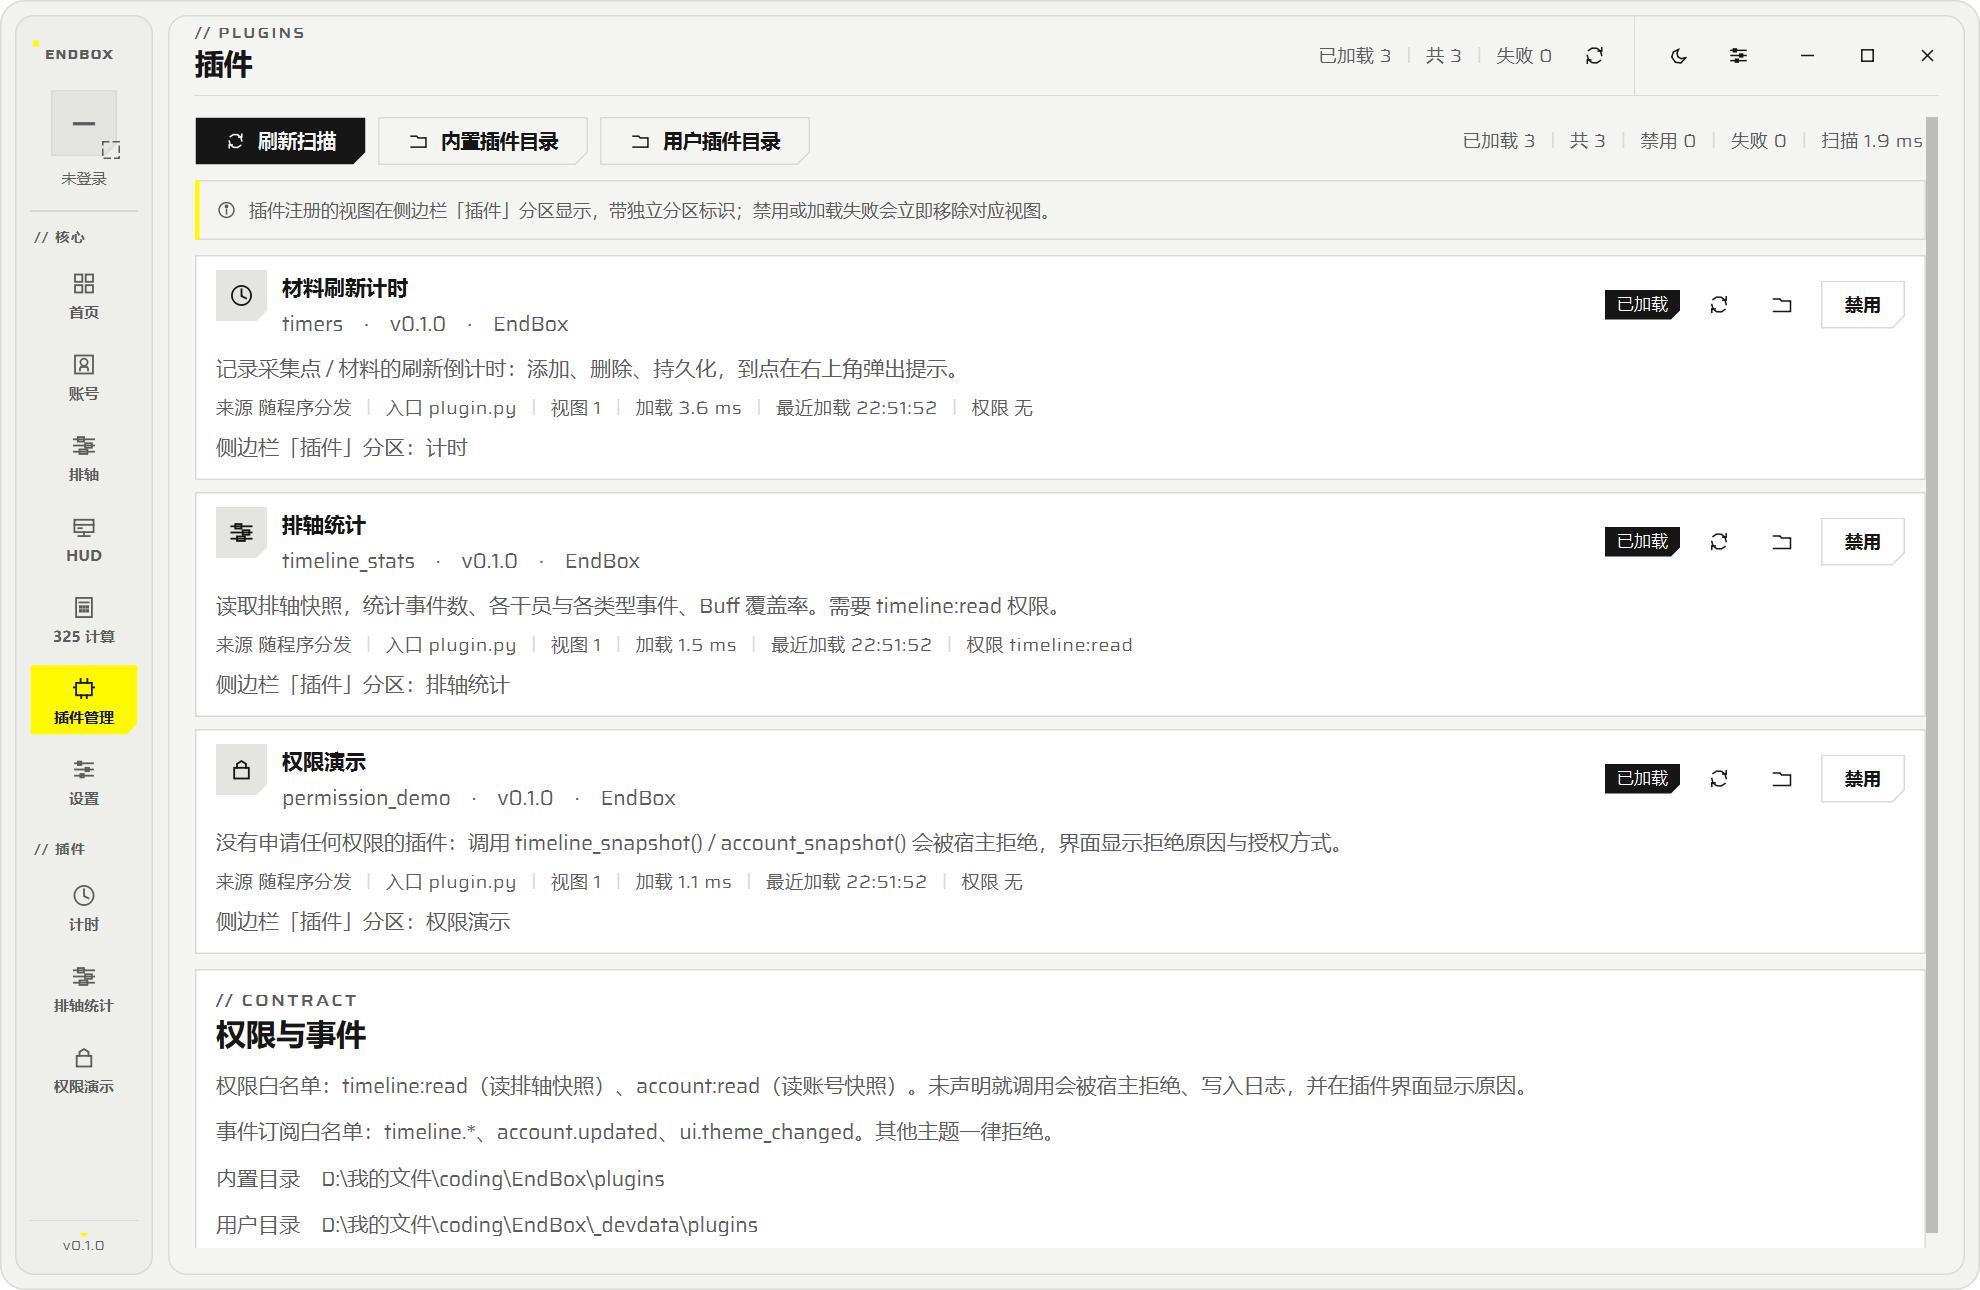 ENDBOX
未登录
// 核心
首页
账号
排轴
HUD
325 计算
插件管理
设置
// 插件
计时
排轴统计
权限演示
v0.1.0
// PLUGINS
插件
已加载 3 共 3 失败 0
刷新扫描 内置插件目录 用户插件目录
已加载 3 共 3 禁用 0 失败 0 扫描 1.9 ms
插件注册的视图在侧边栏「插件」分区显示，带独立分区标识；禁用或加载失败会立即移除对应视图。
材料刷新计时
timers · v0.1.0 · EndBox
已加载 禁用
记录采集点 / 材料的刷新倒计时：添加、删除、持久化，到点在右上角弹出提示。
来源 随程序分发 入口 plugin.py 视图 1 加载 3.6 ms 最近加载 22:51:52 权限 无
侧边栏「插件」分区：计时
排轴统计
timeline_stats · v0.1.0 · EndBox
已加载 禁用
读取排轴快照，统计事件数、各干员与各类型事件、Buff 覆盖率。需要 timeline:read 权限。
来源 随程序分发 入口 plugin.py 视图 1 加载 1.5 ms 最近加载 22:51:52 权限 timeline:read
侧边栏「插件」分区：排轴统计
权限演示
permission_demo · v0.1.0 · EndBox
已加载 禁用
没有申请任何权限的插件：调用 timeline_snapshot() / account_snapshot() 会被宿主拒绝，界面显示拒绝原因与授权方式。
来源 随程序分发 入口 plugin.py 视图 1 加载 1.1 ms 最近加载 22:51:52 权限 无
侧边栏「插件」分区：权限演示
// CONTRACT
权限与事件
权限白名单：timeline:read（读排轴快照）、account:read（读账号快照）。未声明就调用会被宿主拒绝、写入日志，并在插件界面显示原因。
事件订阅白名单：timeline.*、account.updated、ui.theme_changed。其他主题一律拒绝。
内置目录 D:\我的文件\coding\EndBox\plugins
用户目录 D:\我的文件\coding\EndBox\_devdata\plugins